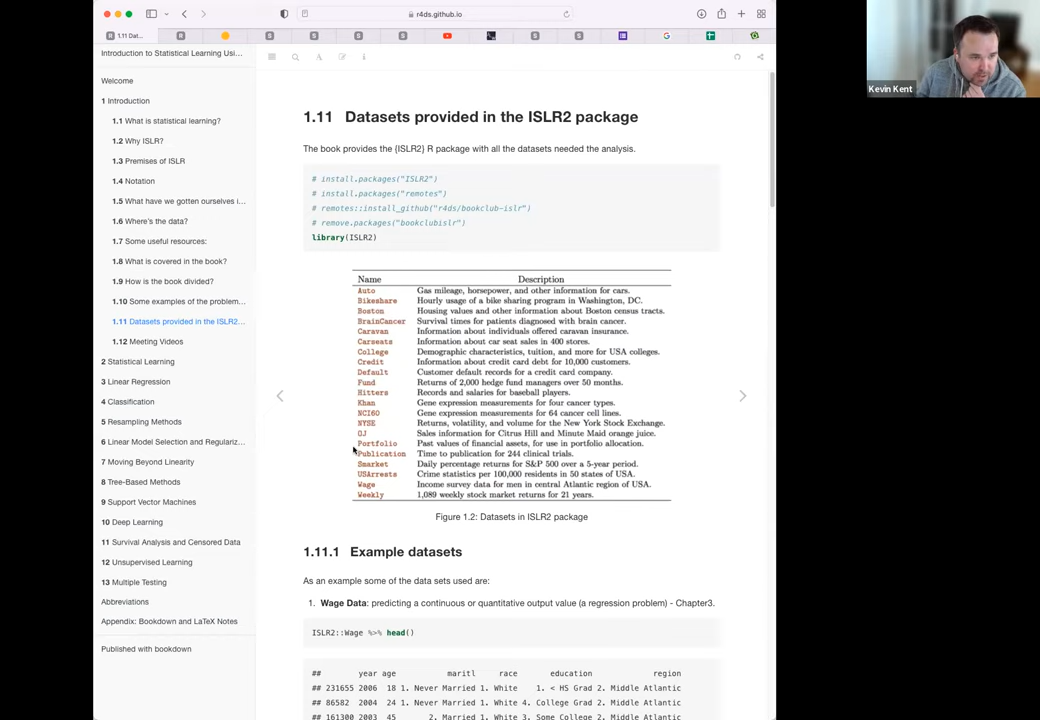 r4ds.github.io
1.11 Dat...
Introduction to Statistical Learning Usi...
Welcome
1 Introduction
1.1 What is statistical learning?
1.2 Why ISLR?
1.3 Premises of ISLR
1.4 Notation
1.5 What have we gotten ourselves i...
1.6 Where's the data?
1.7 Some useful resources:
1.8 What is covered in the book?
1.9 How is the book divided?
1.10 Some examples of the problem...
1.11 Datasets provided in the ISLR2...
1.12 Meeting Videos
2 Statistical Learning
3 Linear Regression
4 Classification
5 Resampling Methods
6 Linear Model Selection and Regulariz...
7 Moving Beyond Linearity
8 Tree-Based Methods
9 Support Vector Machines
10 Deep Learning
11 Survival Analysis and Censored Data
12 Unsupervised Learning
13 Multiple Testing
Abbreviations
Appendix: Bookdown and LaTeX Notes
Published with bookdown
1.11 Datasets provided in the ISLR2 package
The book provides the {ISLR2} R package with all the datasets needed the analysis.
# install.packages("ISLR2")
# install.packages("remotes")
# remotes::install_github("r4ds/bookclub-islr")
# remove.packages("bookclubislr")
library(ISLR2)
Name Description
Auto Gas mileage, horsepower, and other information for cars.
Bikeshare Hourly usage of a bike sharing program in Washington, DC.
Boston Housing values and other information about Boston census tracts.
BrainCancer Survival times for patients diagnosed with brain cancer.
Caravan Information about individuals offered caravan insurance.
Carseats Information about car seat sales in 400 stores.
College Demographic characteristics, tuition, and more for USA colleges.
Credit Information about credit card debt for 10,000 customers.
Default Customer default records for a credit card company.
Fund Returns of 2,000 hedge fund managers over 50 months.
Hitters Records and salaries for baseball players.
Khan Gene expression measurements for four cancer types.
NCI60 Gene expression measurements for 64 cancer cell lines.
NYSE Returns, volatility, and volume for the New York Stock Exchange.
OJ Sales information for Citrus Hill and Minute Maid orange juice.
Portfolio Past values of financial assets, for use in portfolio allocation.
Publication Time to publication for 244 clinical trials.
Smarket Daily percentage returns for S&P 500 over a 5-year period.
USArrests Crime statistics per 100,000 residents in 50 states of USA.
Wage Income survey data for men in central Atlantic region of USA.
Weekly 1,089 weekly stock market returns for 21 years.
Figure 1.2: Datasets in ISLR2 package
1.11.1 Example datasets
As an example some of the data sets used are:
1. Wage Data: predicting a continuous or quantitative output value (a regression problem) - Chapter3.
ISLR2::Wage %>% head()
## year age maritl race education region
## 231655 2006 18 1. Never Married 1. White 1. < HS Grad 2. Middle Atlantic
## 86582 2004 24 1. Never Married 1. White 4. College Grad 2. Middle Atlantic
## 161300 2003 45 2. Married 1. White 3. Some College 2. Middle Atlantic
Kevin Kent